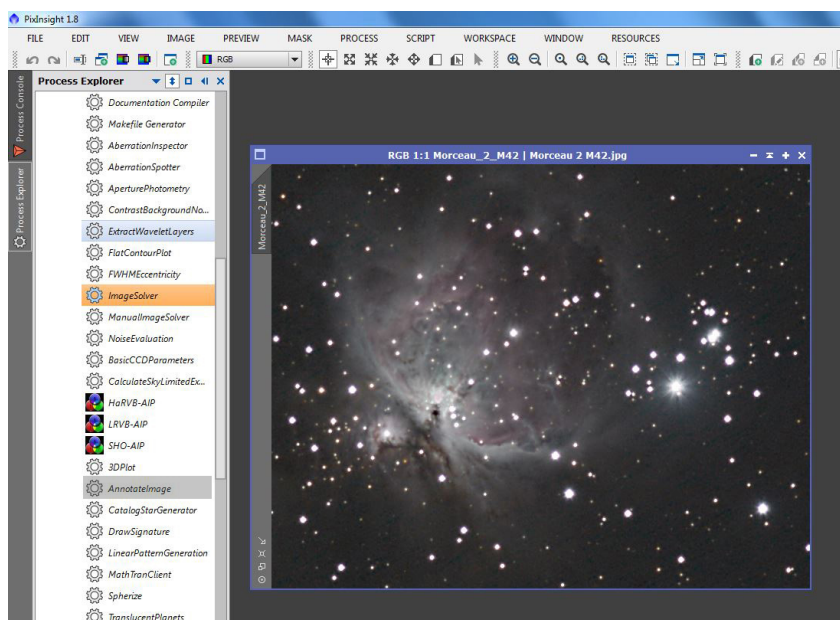 PixInsight 1.8
FILE EDIT VIEW IMAGE PREVIEW MASK PROCESS SCRIPT WORKSPACE WINDOW RESOURCES
RGB
Process Console
Process Explorer
Process Explorer
Documentation Compiler
Makefile Generator
AberrationInspector
AberrationSpotter
AperturePhotometry
ContrastBackgroundNo...
ExtractWaveletLayers
FlatContourPlot
FWHMEccentricity
ImageSolver
ManualImageSolver
NoiseEvaluation
BasicCCDParameters
CalculateSkyLimitedEx...
HaRVB-AIP
LRVB-AIP
SHO-AIP
3DPlot
AnnotateImage
CatalogStarGenerator
DrawSignature
LinearPatternGeneration
MathTranClient
Spherize
TranslucentPlanets
RGB 1:1 Morceau_2_M42 | Morceau 2 M42.jpg
Morceau_2_M42